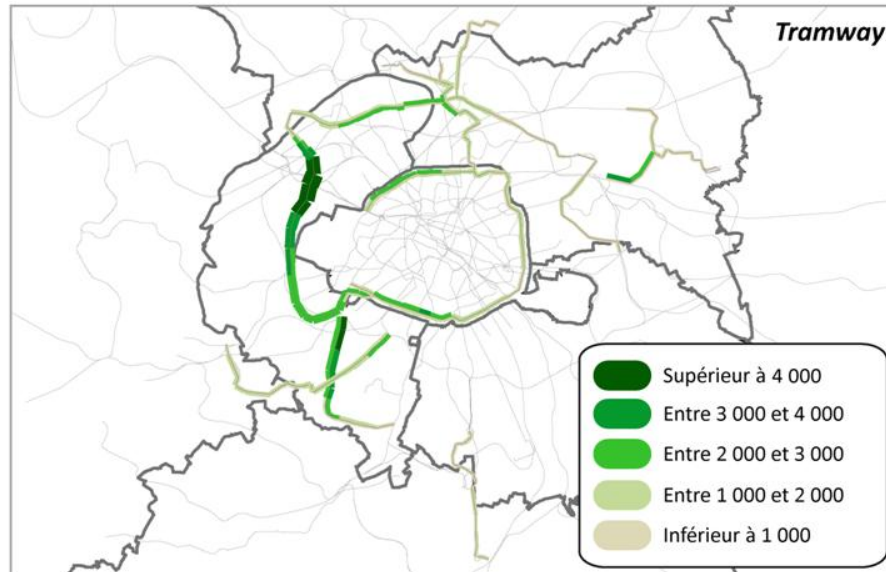 Tramway
Supérieur à 4 000
Entre 3 000 et 4 000
Entre 2 000 et 3 000
Entre 1 000 et 2 000
Inférieur à 1 000